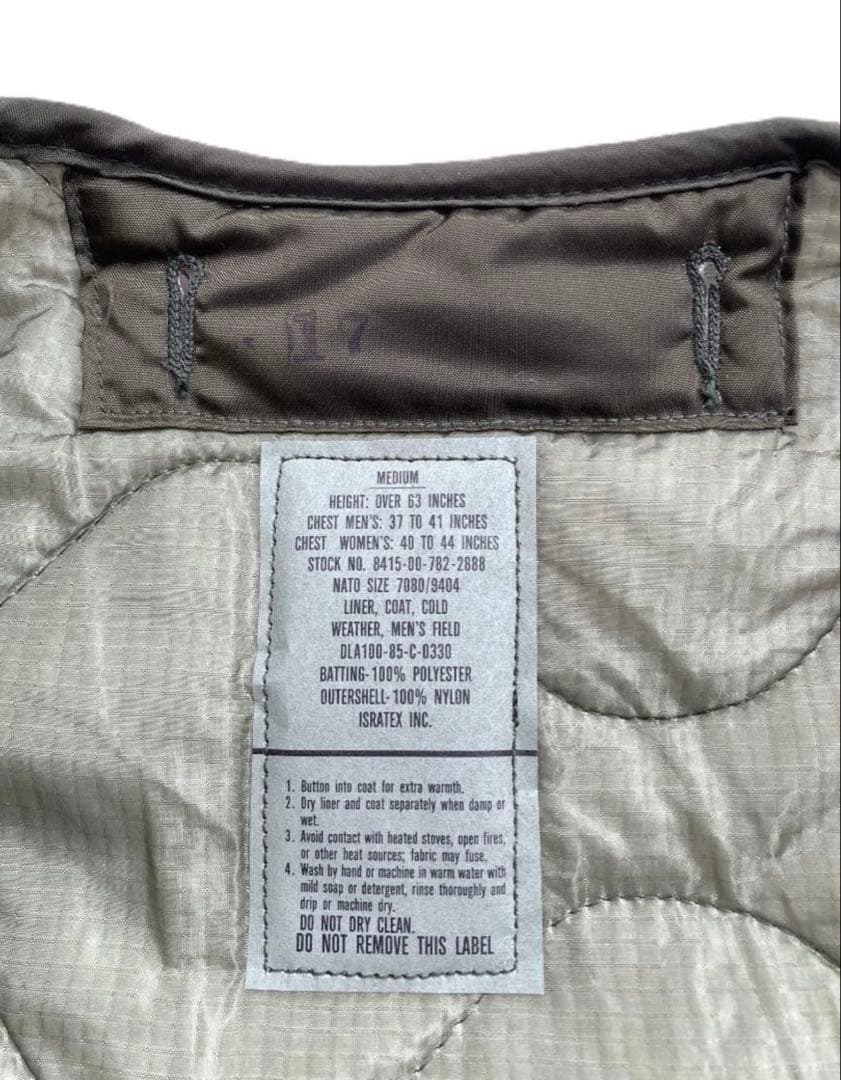 17
MEDIUM
HEIGHT: OVER 63 INCHES
CHEST MEN'S: 37 TO 41 INCHES
CHEST WOMEN'S: 40 TO 44 INCHES
STOCK NO. 8415-00-782-2888
NATO SIZE 7080/9404
LINER, COAT, COLD
WEATHER, MEN'S FIELD
DLA100-85-C-0330
BATTING-100% POLYESTER
OUTERSHELL-100% NYLON
ISRATEX INC.
1. Button into coat for extra warmth.
2. Dry liner and coat separately when damp or
wet.
3. Avoid contact with heated stoves, open fires,
or other heat sources; fabric may fuse.
4. Wash by hand or machine in warm water with
mild soap or detergent, rinse thoroughly and
drip or machine dry.
DO NOT DRY CLEAN.
DO NOT REMOVE THIS LABEL